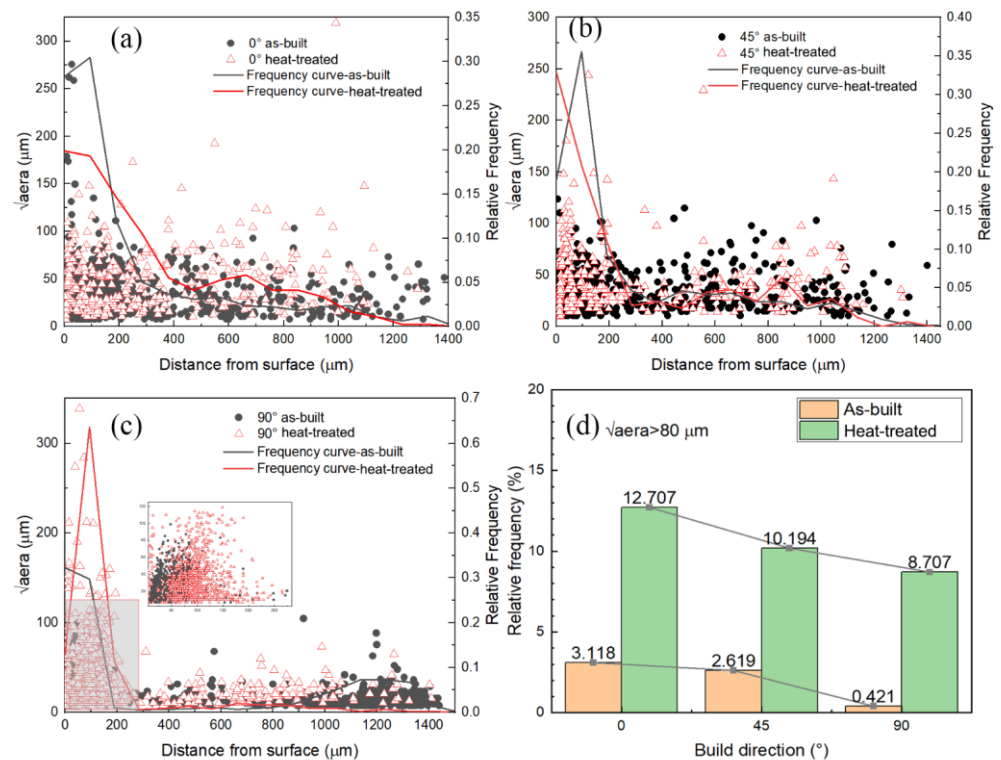 (a)
0° as-built
0° heat-treated
Frequency curve-as-built
Frequency curve-heat-treated
300
250
200
150
100
50
0
√aera (μm)
0.35
0.30
0.25
0.20
0.15
0.10
0.05
0.00
Relative Frequency
0 200 400 600 800 1000 1200 1400
Distance from surface (μm)
(b)
45° as-built
45° heat-treated
Frequency curve-as-built
Frequency curve-heat-treated
300
250
200
150
100
50
0
√aera (μm)
0.40
0.35
0.30
0.25
0.20
0.15
0.10
0.05
0.00
Relative Frequency
0 200 400 600 800 1000 1200 1400
Distance from surface (μm)
(c)
90° as-built
90° heat-treated
Frequency curve-as-built
Frequency curve-heat-treated
300
200
100
0
√aera (μm)
0.7
0.6
0.5
0.4
0.3
0.2
0.1
0.0
Relative Frequency
0 200 400 600 800 1000 1200 1400
Distance from surface (μm)
(d)
√aera>80 μm
As-built
Heat-treated
20
15
10
5
0
Relative frequency (%)
12.707
10.194
8.707
3.118
2.619
0.421
0 45 90
Build direction (°)